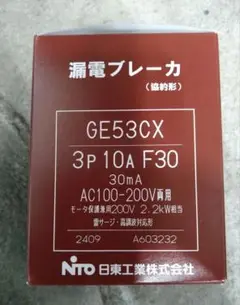 漏電ブレーカ
(協約形)
GE53CX
3P 10A F30
30mA
AC100-200V両用
モータ保護兼用200V 2.2kW相当
雷サージ・高調波対応形
2409 A603232
NITO 日東工業株式会社